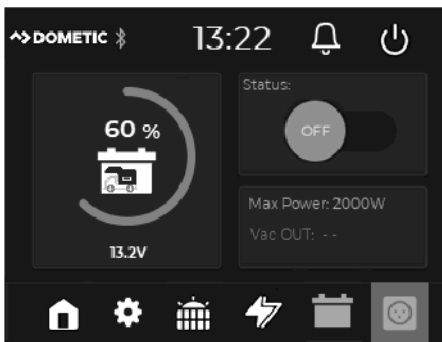 DOMETIC 13:22
60 %
13.2V
Status:
OFF
Max Power: 2000W
Vac OUT: - -